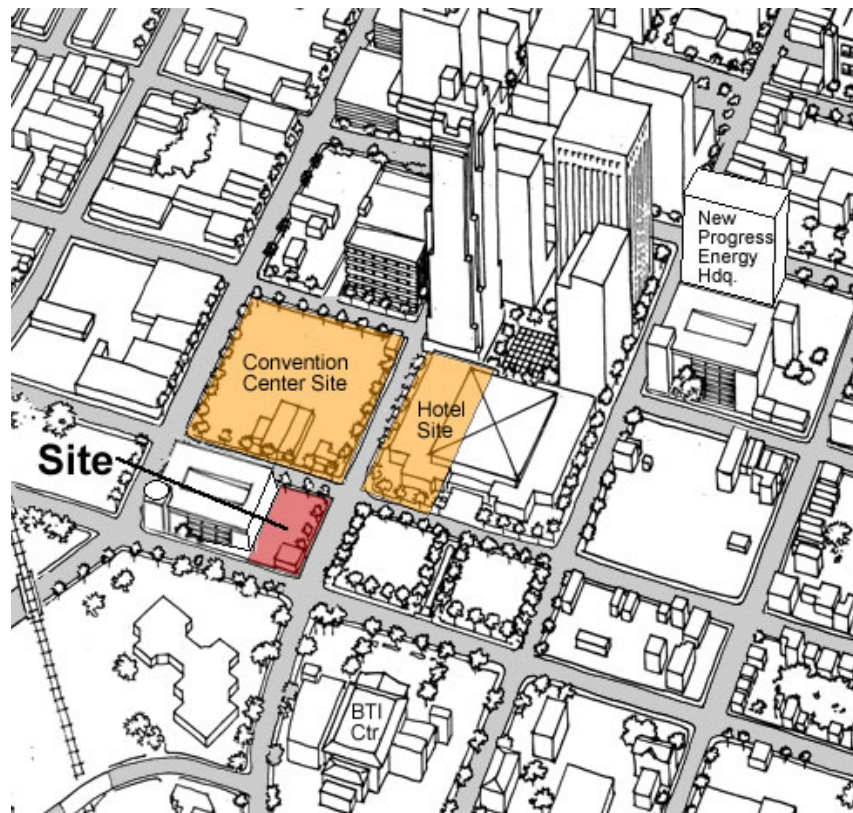 New
Progress
Energy
Hdq.
Convention
Center Site
Hotel
Site
Site
BTI
Ctr.